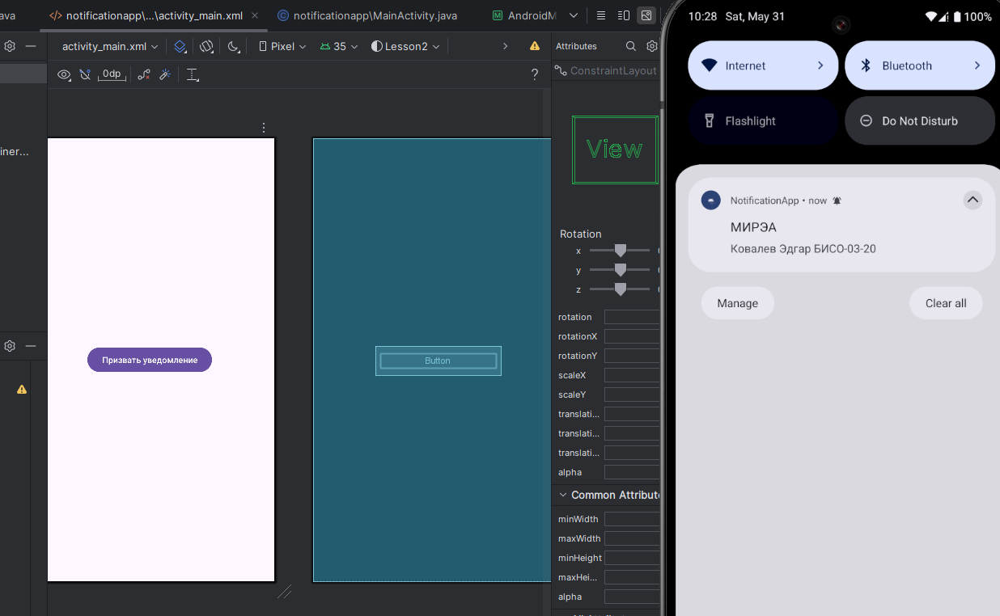 ava
notificationapp\...\activity_main.xml
notificationapp\MainActivity.java
AndroidM
activity_main.xml
Pixel
35
Lesson2
0dp
?
iner...
Призвать уведомление
Button
Attributes
ConstraintLayout
View
Rotation
x
y
z
rotation
rotationX
rotationY
scaleX
scaleY
translati...
translati...
translati...
alpha
Common Attribut
minWidth
maxWidth
minHeight
maxHei...
alpha
10:28 Sat, May 31
100%
Internet
Bluetooth
Flashlight
Do Not Disturb
NotificationApp • now
МИРЭА
Ковалев Эдгар БИСО-03-20
Manage
Clear all